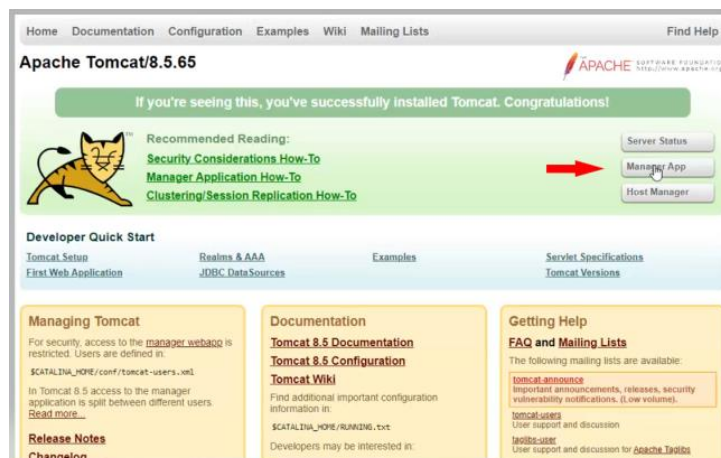 Home Documentation Configuration Examples Wiki Mailing Lists Find Help
Apache Tomcat/8.5.65
APACHE SOFTWARE FOUNDATION
http://www.apache.org
If you're seeing this, you've successfully installed Tomcat. Congratulations!
TM
Recommended Reading:
Security Considerations How-To
Manager Application How-To
Clustering/Session Replication How-To
Server Status
Manager App
Host Manager
Developer Quick Start
Tomcat Setup
First Web Application
Realms & AAA
JDBC DataSources
Examples
Servlet Specifications
Tomcat Versions
Managing Tomcat
For security, access to the manager webapp is
restricted. Users are defined in:
$CATALINA_HOME/conf/tomcat-users.xml
In Tomcat 8.5 access to the manager
application is split between different users.
Read more...
Release Notes
Changelog
Documentation
Tomcat 8.5 Documentation
Tomcat 8.5 Configuration
Tomcat Wiki
Find additional important configuration
information in:
$CATALINA_HOME/RUNNING.txt
Developers may be interested in:
Getting Help
FAQ and Mailing Lists
The following mailing lists are available:
tomcat-announce
Important announcements, releases, security
vulnerability notifications. (Low volume).
tomcat-users
User support and discussion
taglibs-user
User support and discussion for Apache Taglibs